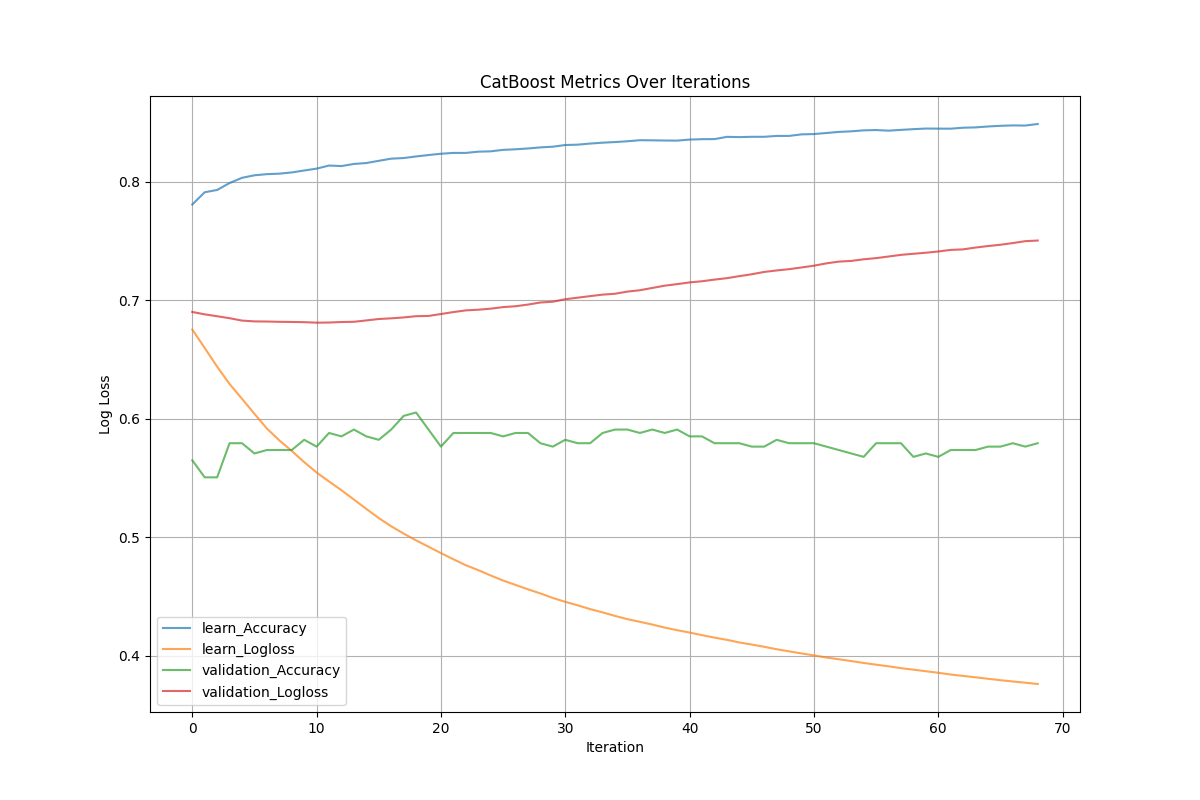 CatBoost Metrics Over Iterations
Log Loss
0.8
0.7
0.6
0.5
0.4
learn_Accuracy
learn_Logloss
validation_Accuracy
validation_Logloss
0 10 20 30 40 50 60 70
Iteration